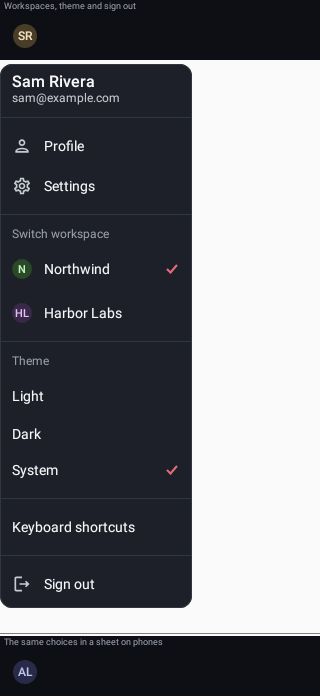 Workspaces, theme and sign out
SR
Sam Rivera
sam@example.com
Profile
Settings
Switch workspace
N Northwind
HL Harbor Labs
Theme
Light
Dark
System
Keyboard shortcuts
Sign out
The same choices in a sheet on phones
AL